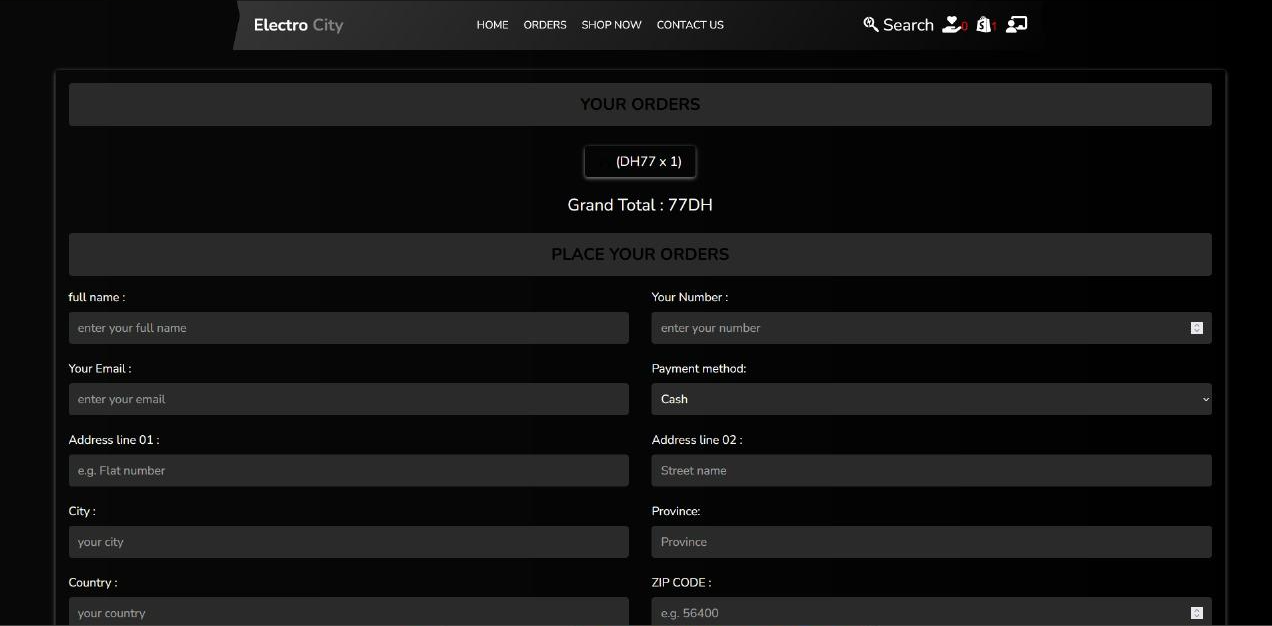 Electro City HOME ORDERS SHOP NOW CONTACT US Search 0 1
YOUR ORDERS
(DH77 x 1)
Grand Total : 77DH
PLACE YOUR ORDERS
full name : Your Number :
enter your full name enter your number
Your Email : Payment method:
enter your email Cash
Address line 01 : Address line 02 :
e.g. Flat number Street name
City : Province:
your city Province
Country : ZIP CODE :
your country e.g. 56400